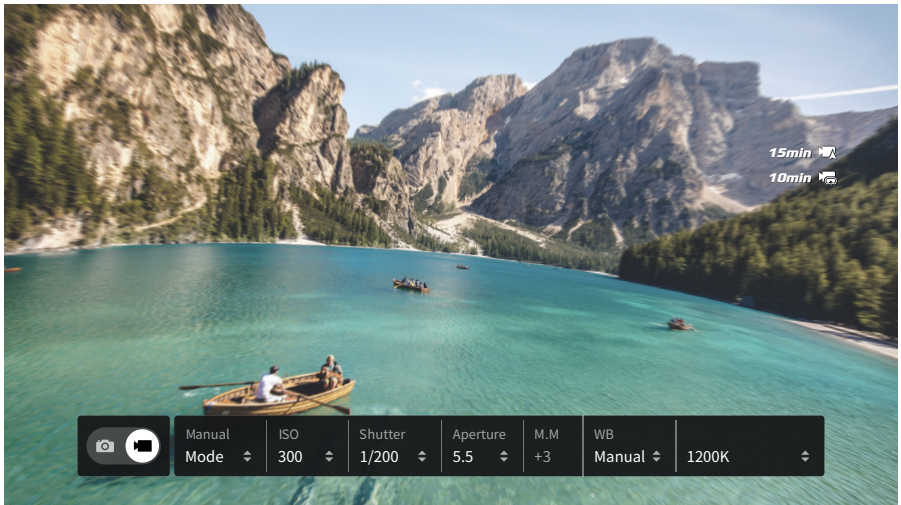 15min
10min
Manual
Mode
ISO
300
Shutter
1/200
Aperture
5.5
M.M
+3
WB
Manual
1200K